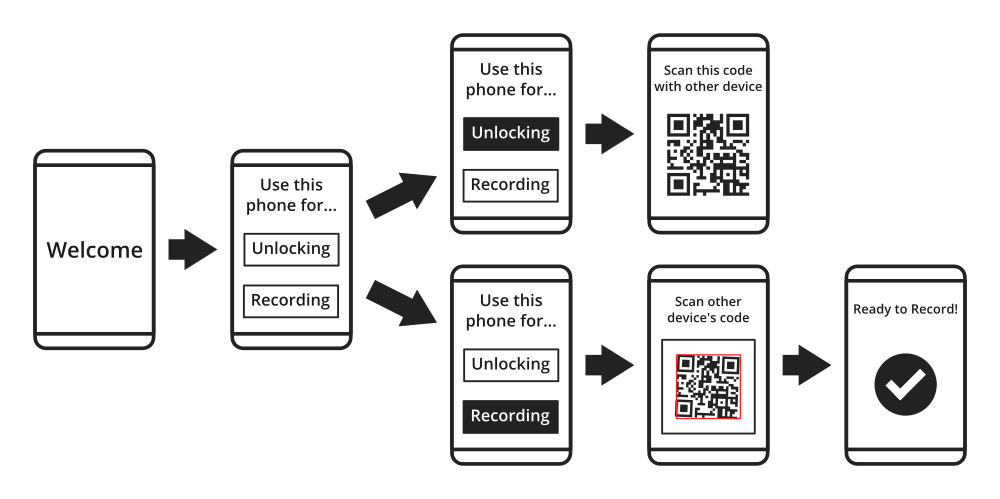 Welcome
Use this
phone for...
Unlocking
Recording
Use this
phone for...
Unlocking
Recording
Scan this code
with other device
Use this
phone for...
Unlocking
Recording
Scan other
device's code
Ready to Record!